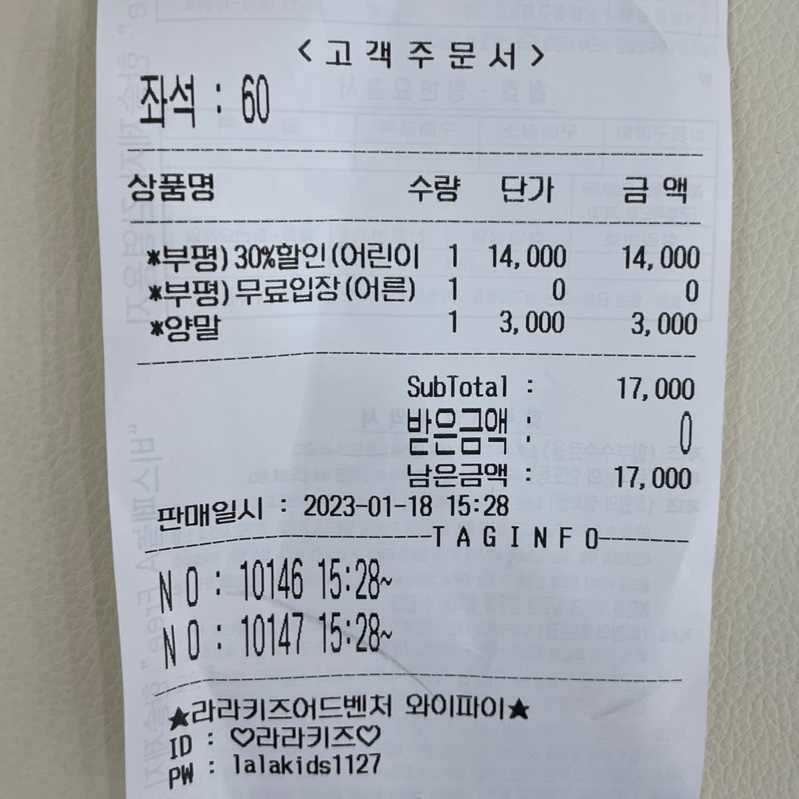 <고객주문서>
좌석 : 60
상품명 수량 단가 금액
*부평)30%할인(어린이 1 14,000 14,000
*부평)무료입장(어른) 1 0 0
*양말 1 3,000 3,000
SubTotal : 17,000
받은금액 : 0
남은금액 : 17,000
판매일시 : 2023-01-18 15:28
TAGINFO
NO : 10146 15:28~
NO : 10147 15:28~
★라라키즈어드벤처 와이파이★
ID : ♡라라키즈♡
PW : lalakids1127